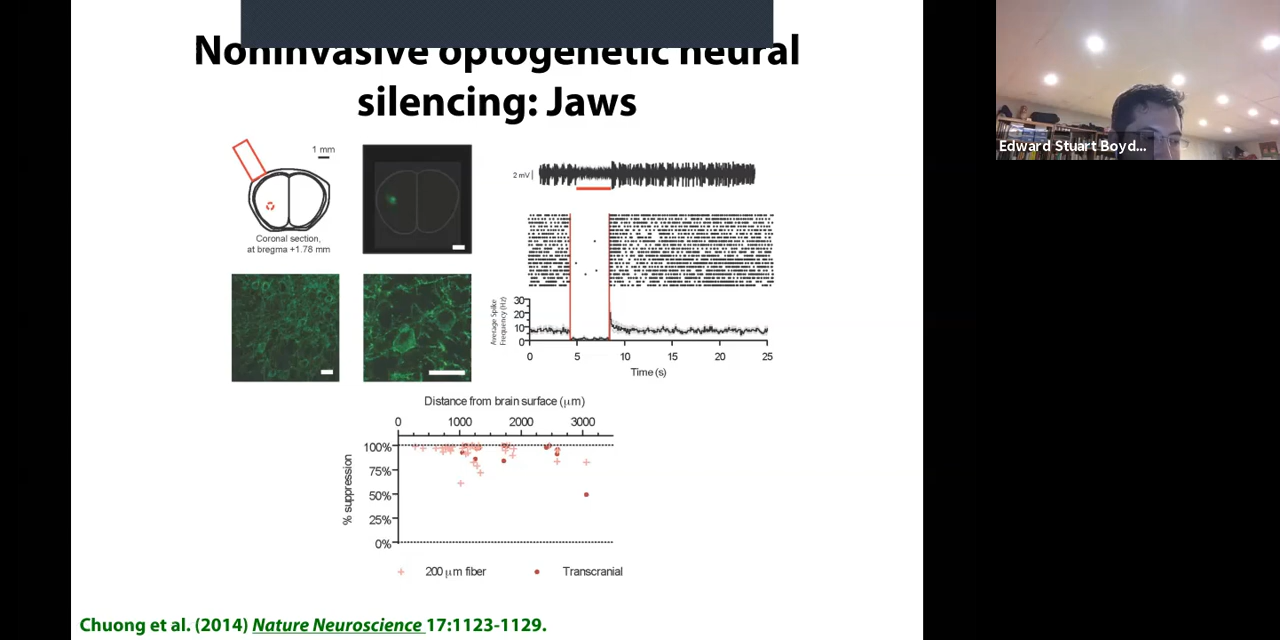 Noninvasive optogenetic neural
silencing: Jaws
1 mm
Coronal section,
at bregma +1.78 mm
2 mV
Average Spike
Frequency (Hz)
30
20
10
0
0 5 10 15 20 25
Time (s)
Distance from brain surface (μm)
0 1000 2000 3000
% suppression
100%
75%
50%
25%
0%
200 μm fiber
Transcranial
Chuong et al. (2014) Nature Neuroscience 17:1123-1129.
Edward Stuart Boyd...